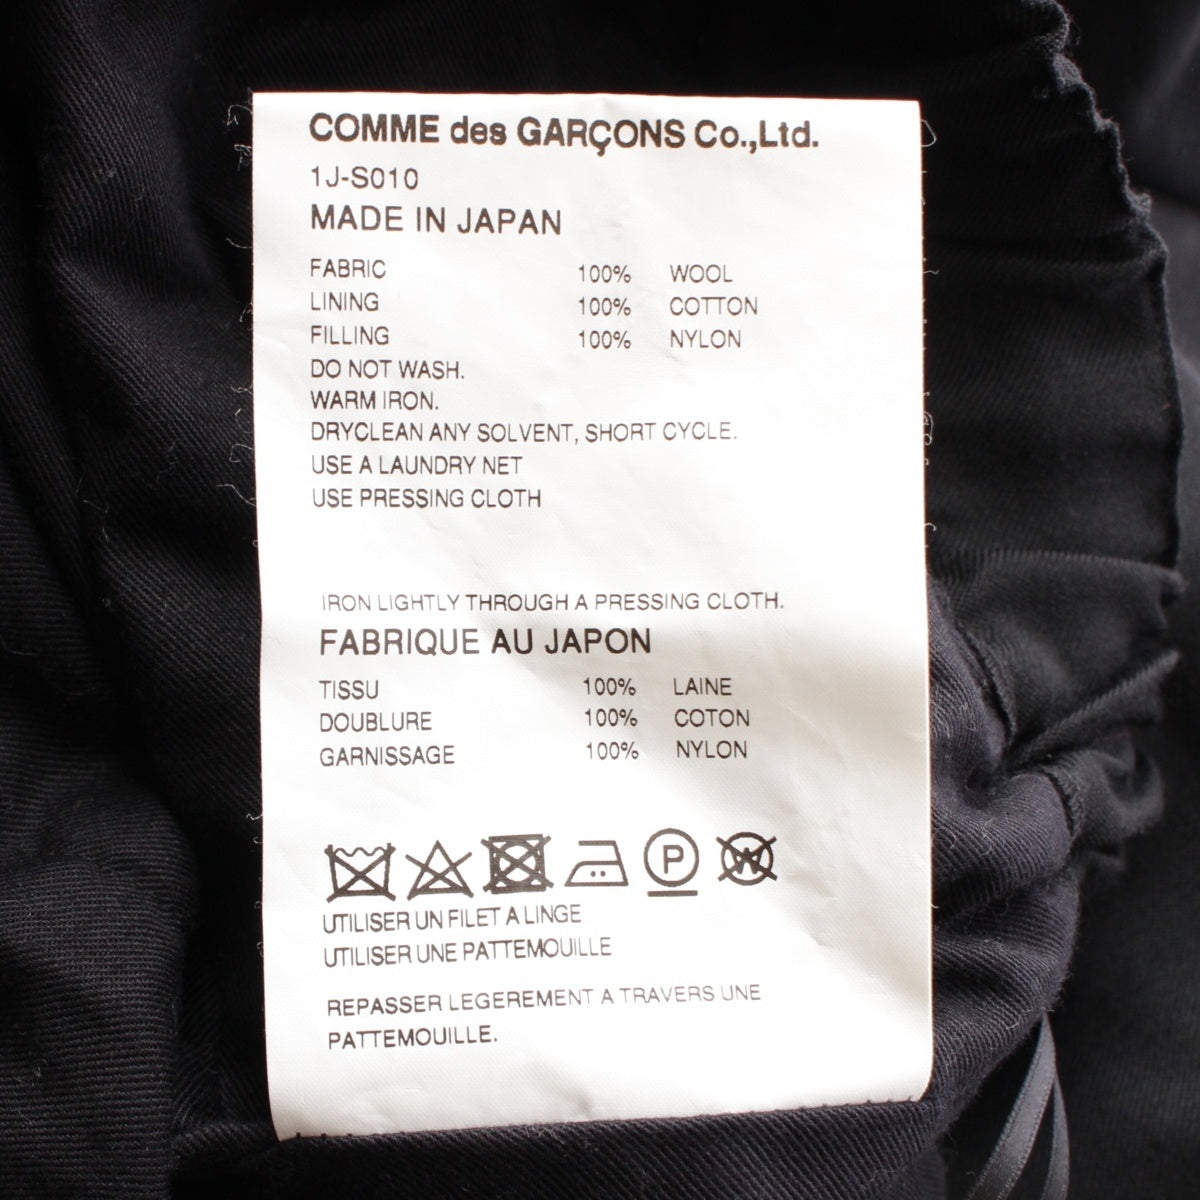 COMME des GARÇONS Co.,Ltd.
1J-S010
MADE IN JAPAN
FABRIC 100% WOOL
LINING 100% COTTON
FILLING 100% NYLON
DO NOT WASH.
WARM IRON.
DRYCLEAN ANY SOLVENT, SHORT CYCLE.
USE A LAUNDRY NET
USE PRESSING CLOTH
IRON LIGHTLY THROUGH A PRESSING CLOTH.
FABRIQUE AU JAPON
TISSU 100% LAINE
DOUBLURE 100% COTON
GARNISSAGE 100% NYLON
P W
UTILISER UN FILET A LINGE
UTILISER UNE PATTEMOUILLE
REPASSER LEGEREMENT A TRAVERS UNE
PATTEMOUILLE.